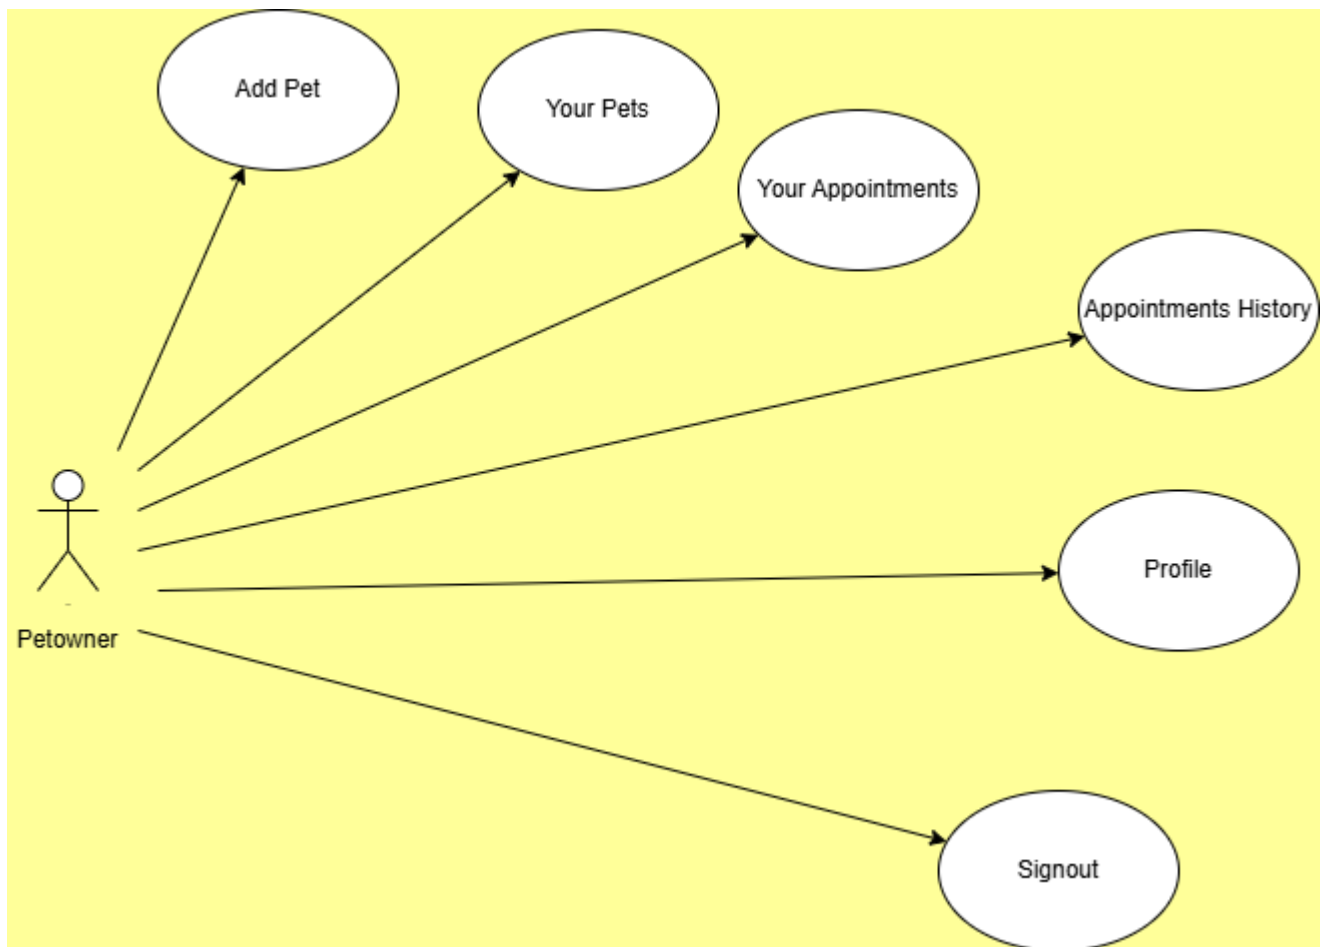 Add Pet
Your Pets
Your Appointments
Appointments History
Profile
Petowner
Signout